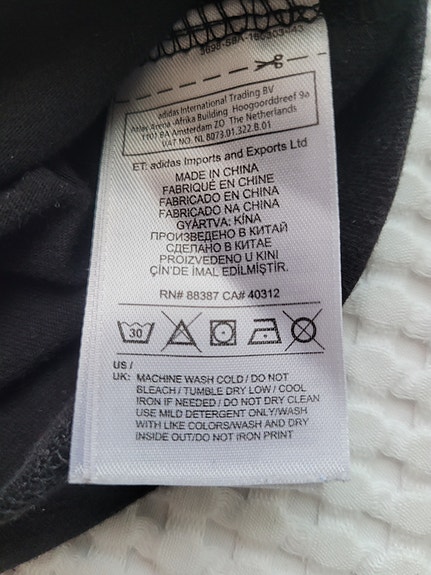 adidas International Trading BV
Atlas Arena -Afrika Building Hoogoorddreef 9a
1101 BA Amsterdam ZO The Netherlands
VAT NO. NL 8073.01.322.B.01
ET: adidas Imports and Exports Ltd
MADE IN CHINA
FABRIQUÉ EN CHINE
FABRICADO EN CHINA
FABRICADO NA CHINA
GYÁRTVA: KÍNA
ПРОИЗВЕДЕНО В КИТАЙ
СДЕЛАНО В КИТАЕ
PROIZVEDENO U KINI
ÇİN'DE İMAL EDİLMİŞTİR.
RN# 88387 CA# 40312
30
US /
UK: MACHINE WASH COLD / DO NOT
BLEACH / TUMBLE DRY LOW / COOL
IRON IF NEEDED / DO NOT DRY CLEAN
USE MILD DETERGENT ONLY/WASH
WITH LIKE COLORS/WASH AND DRY
INSIDE OUT/DO NOT IRON PRINT